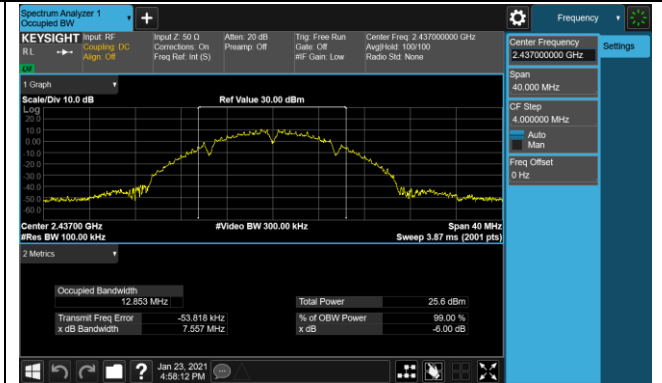 Spectrum Analyzer 1
Occupied BW
Frequency
KEYSIGHT
Input: RF
Coupling: DC
Align: Off
Input Z: 50 Ω
Corrections: On
Freq Ref: Int (S)
Atten: 20 dB
Preamp: Off
Trig: Free Run
Gate: Off
#IF Gain: Low
Center Freq: 2.437000000 GHz
Avg|Hold: 100/100
Radio Std: None
R L
Center Frequency
2.437000000 GHz
Settings
Span
40.000 MHz
CF Step
4.000000 MHz
Auto
Man
Freq Offset
0 Hz
1 Graph
Scale/Div 10.0 dB
Ref Value 30.00 dBm
Log
20.0
10.0
0.00
-10.0
-20.0
-30.0
-40.0
-50.0
-60.0
Center 2.43700 GHz
#Video BW 300.00 kHz
Span 40 MHz
#Res BW 100.00 kHz
Sweep 3.87 ms (2001 pts)
2 Metrics
Occupied Bandwidth
12.853 MHz
Total Power
25.6 dBm
Transmit Freq Error
-53.818 kHz
% of OBW Power
99.00 %
x dB Bandwidth
7.557 MHz
x dB
-6.00 dB
Jan 23, 2021
4:58:12 PM